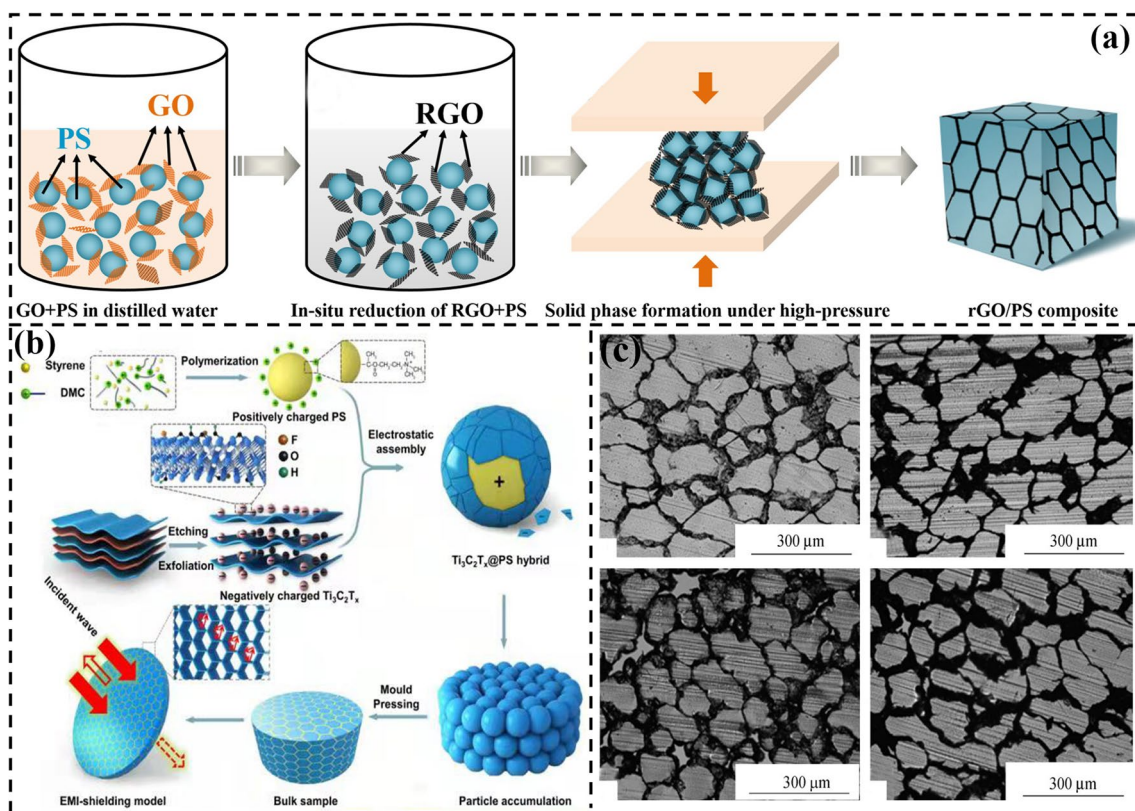 (a)
GO
PS
RGO
GO+PS in distilled water
In-situ reduction of RGO+PS
Solid phase formation under high-pressure
rGO/PS composite
(b)
Styrene
DMC
Polymerization
Positively charged PS
F
O
H
Electrostatic
assembly
+
Etching
Exfoliation
Negatively charged Ti₃C₂Tₓ
Ti₃C₂Tₓ@PS hybrid
Incident wave
Mould
Pressing
EMI-shielding model
Bulk sample
Particle accumulation
(c)
300 μm
300 μm
300 μm
300 μm